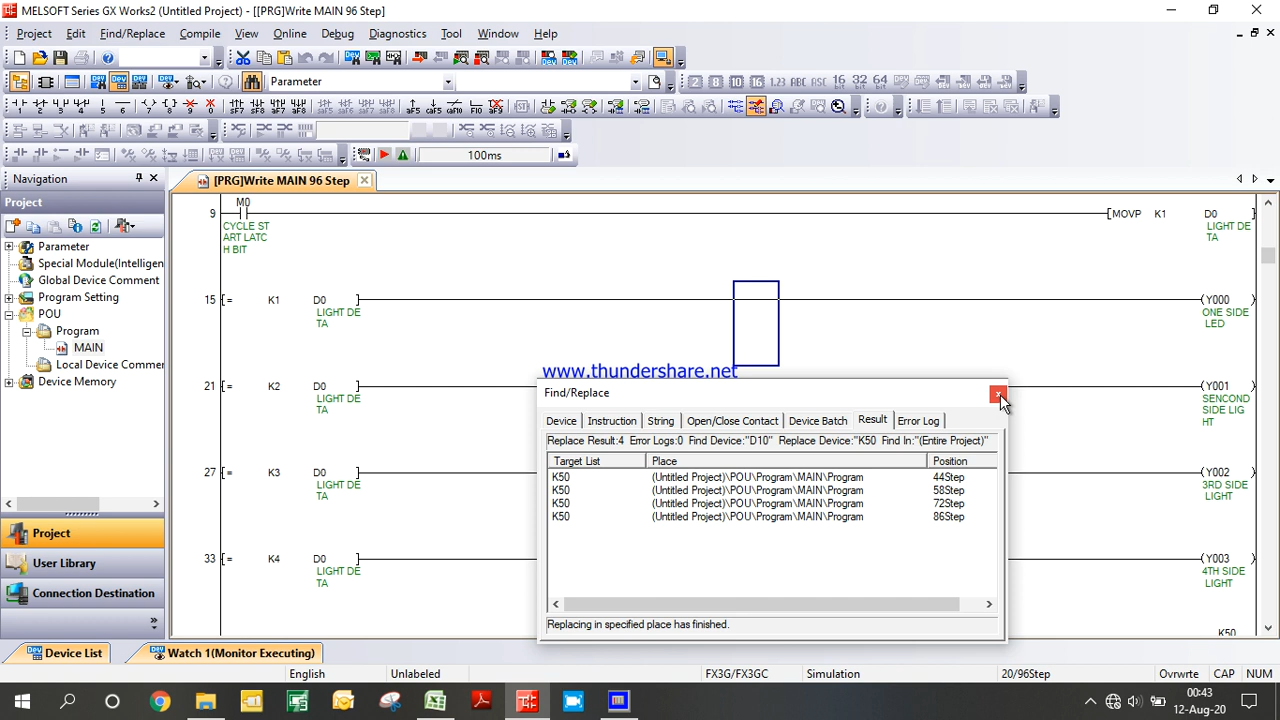 MELSOFT Series GX Works2 (Untitled Project) - [[PRG]Write MAIN 96 Step]
Project Edit Find/Replace Compile View Online Debug Diagnostics Tool Window Help
Parameter
100ms
Navigation
[PRG]Write MAIN 96 Step
Project
Parameter
Special Module(Intelligen
Global Device Comment
Program Setting
POU
Program
MAIN
Local Device Commen
Device Memory
Project
User Library
Connection Destination
M0
9
MOVP K1 D0
CYCLE ST
ART LATC
H BIT
LIGHT DE
TA
15 = K1 D0 Y000
LIGHT DE
TA
ONE SIDE
LED
www.thundershare.net
21 = K2 D0 Y001
LIGHT DE
TA
SENCOND
SIDE LIG
HT
27 = K3 D0 Y002
LIGHT DE
TA
3RD SIDE
LIGHT
33 = K4 D0 Y003
LIGHT DE
TA
4TH SIDE
LIGHT
K50
Find/Replace
Device Instruction String Open/Close Contact Device Batch Result Error Log
Replace Result:4 Error Logs:0 Find Device:"D10" Replace Device:"K50 Find In:"(Entire Project)"
Target List Place Position
K50 (Untitled Project)\POU\Program\MAIN\Program 44Step
K50 (Untitled Project)\POU\Program\MAIN\Program 58Step
K50 (Untitled Project)\POU\Program\MAIN\Program 72Step
K50 (Untitled Project)\POU\Program\MAIN\Program 86Step
Replacing in specified place has finished.
Device List Watch 1(Monitor Executing)
English Unlabeled FX3G/FX3GC Simulation 20/96Step Ovrwrte CAP NUM
00:43
12-Aug-20